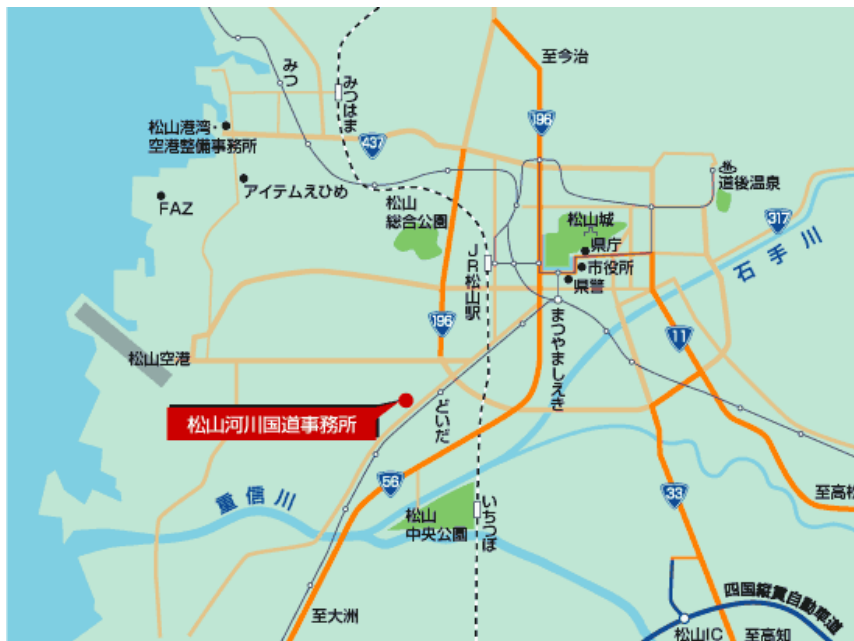 至今治
みつ
みつはま
196
437
松山港湾・
空港整備事務所
アイテムえひめ
FAZ
松山
総合公園
道後温泉
松山城
県庁
市役所
県警
317
石手川
JR松山駅
196
まつやましえき
11
松山空港
松山河川国道事務所
どいだ
56
33
至高松
重信川
松山
中央公園
いちつぼ
至大洲
四国縦貫自動車道
松山IC
至高知